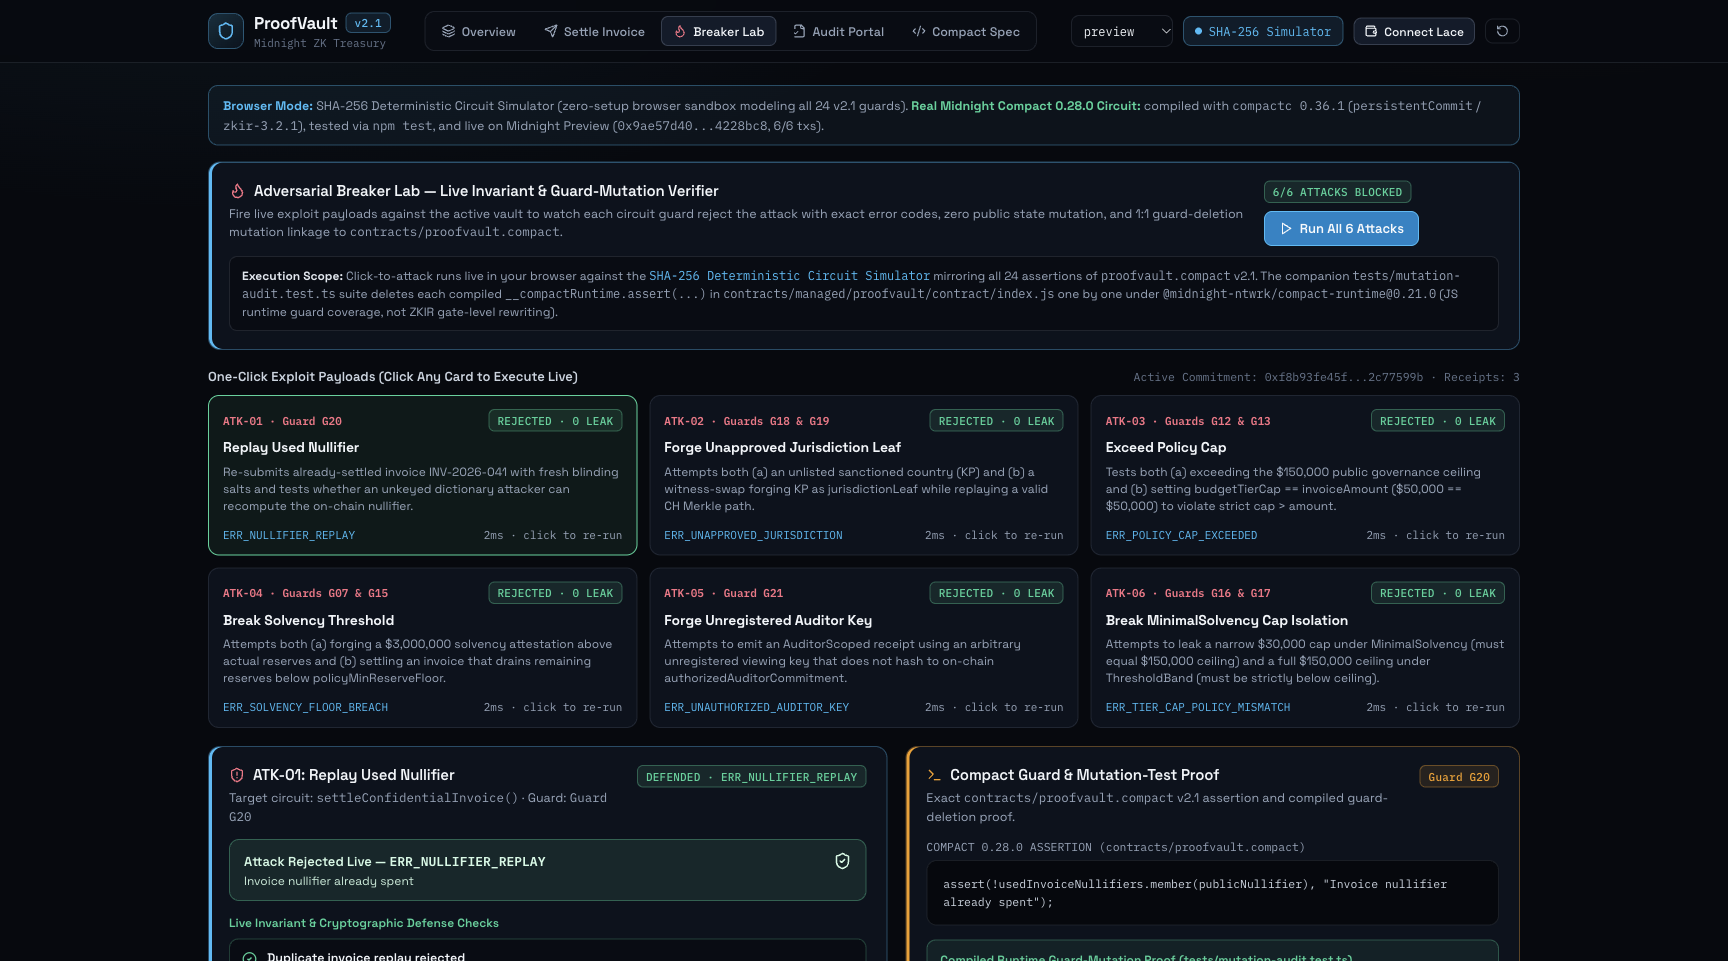 ProofVault v2.1
Midnight ZK Treasury
Overview
Settle Invoice
Breaker Lab
Audit Portal
Compact Spec
preview
SHA-256 Simulator
Connect Lace
Browser Mode: SHA-256 Deterministic Circuit Simulator (zero-setup browser sandbox modeling all 24 v2.1 guards). Real Midnight Compact 0.28.0 Circuit: compiled with compactc 0.36.1 (persistentCommit /
zkir-3.2.1), tested via npm test, and live on Midnight Preview (0x9ae57d40...4228bc8, 6/6 txs).
Adversarial Breaker Lab — Live Invariant & Guard-Mutation Verifier
Fire live exploit payloads against the active vault to watch each circuit guard reject the attack with exact error codes, zero public state mutation, and 1:1 guard-deletion
mutation linkage to contracts/proofvault.compact.
6/6 ATTACKS BLOCKED
Run All 6 Attacks
Execution Scope: Click-to-attack runs live in your browser against the SHA-256 Deterministic Circuit Simulator mirroring all 24 assertions of proofvault.compact v2.1. The companion tests/mutation-
audit.test.ts suite deletes each compiled __compactRuntime.assert(...) in contracts/managed/proofvault/contract/index.js one by one under @midnight-ntwrk/compact-runtime@0.21.0 (JS
runtime guard coverage, not ZKIR gate-level rewriting).
One-Click Exploit Payloads (Click Any Card to Execute Live)
Active Commitment: 0xf8b93fe45f...2c77599b · Receipts: 3
ATK-01 · Guard G20
REJECTED · 0 LEAK
Replay Used Nullifier
Re-submits already-settled invoice INV-2026-041 with fresh blinding
salts and tests whether an unkeyed dictionary attacker can
recompute the on-chain nullifier.
ERR_NULLIFIER_REPLAY
2ms · click to re-run
ATK-02 · Guards G18 & G19
REJECTED · 0 LEAK
Forge Unapproved Jurisdiction Leaf
Attempts both (a) an unlisted sanctioned country (KP) and (b) a
witness-swap forging KP as jurisdictionLeaf while replaying a valid
CH Merkle path.
ERR_UNAPPROVED_JURISDICTION
2ms · click to re-run
ATK-03 · Guards G12 & G13
REJECTED · 0 LEAK
Exceed Policy Cap
Tests both (a) exceeding the $150,000 public governance ceiling
and (b) setting budgetTierCap == invoiceAmount ($50,000 ==
$50,000) to violate strict cap > amount.
ERR_POLICY_CAP_EXCEEDED
2ms · click to re-run
ATK-04 · Guards G07 & G15
REJECTED · 0 LEAK
Break Solvency Threshold
Attempts both (a) forging a $3,000,000 solvency attestation above
actual reserves and (b) settling an invoice that drains remaining
reserves below policyMinReserveFloor.
ERR_SOLVENCY_FLOOR_BREACH
2ms · click to re-run
ATK-05 · Guard G21
REJECTED · 0 LEAK
Forge Unregistered Auditor Key
Attempts to emit an AuditorScoped receipt using an arbitrary
unregistered viewing key that does not hash to on-chain
authorizedAuditorCommitment.
ERR_UNAUTHORIZED_AUDITOR_KEY
2ms · click to re-run
ATK-06 · Guards G16 & G17
REJECTED · 0 LEAK
Break MinimalSolvency Cap Isolation
Attempts to leak a narrow $30,000 cap under MinimalSolvency (must
equal $150,000 ceiling) and a full $150,000 ceiling under
ThresholdBand (must be strictly below ceiling).
ERR_TIER_CAP_POLICY_MISMATCH
2ms · click to re-run
ATK-01: Replay Used Nullifier
DEFENDED · ERR_NULLIFIER_REPLAY
Target circuit: settleConfidentialInvoice() · Guard: Guard
G20
Attack Rejected Live — ERR_NULLIFIER_REPLAY
Invoice nullifier already spent
Live Invariant & Cryptographic Defense Checks
Duplicate invoice replay rejected
Compact Guard & Mutation-Test Proof
Guard G20
Exact contracts/proofvault.compact v2.1 assertion and compiled guard-
deletion proof.
COMPACT 0.28.0 ASSERTION (contracts/proofvault.compact)
assert(!usedInvoiceNullifiers.member(publicNullifier), "Invoice nullifier
already spent");
Compiled Runtime Guard-Mutation Proof (tests/mutation-audit.test.ts)